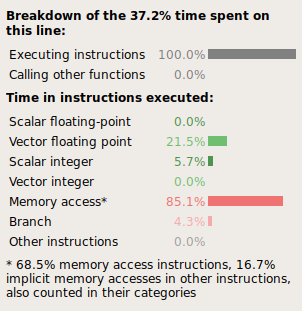 Breakdown of the 37.2% time spent on
this line:
Executing instructions 100.0%
Calling other functions 0.0%
Time in instructions executed:
Scalar floating-point 0.0%
Vector floating point 21.5%
Scalar integer 5.7%
Vector integer 0.0%
Memory access* 85.1%
Branch 4.3%
Other instructions 0.0%
* 68.5% memory access instructions, 16.7%
implicit memory accesses in other instructions,
also counted in their categories